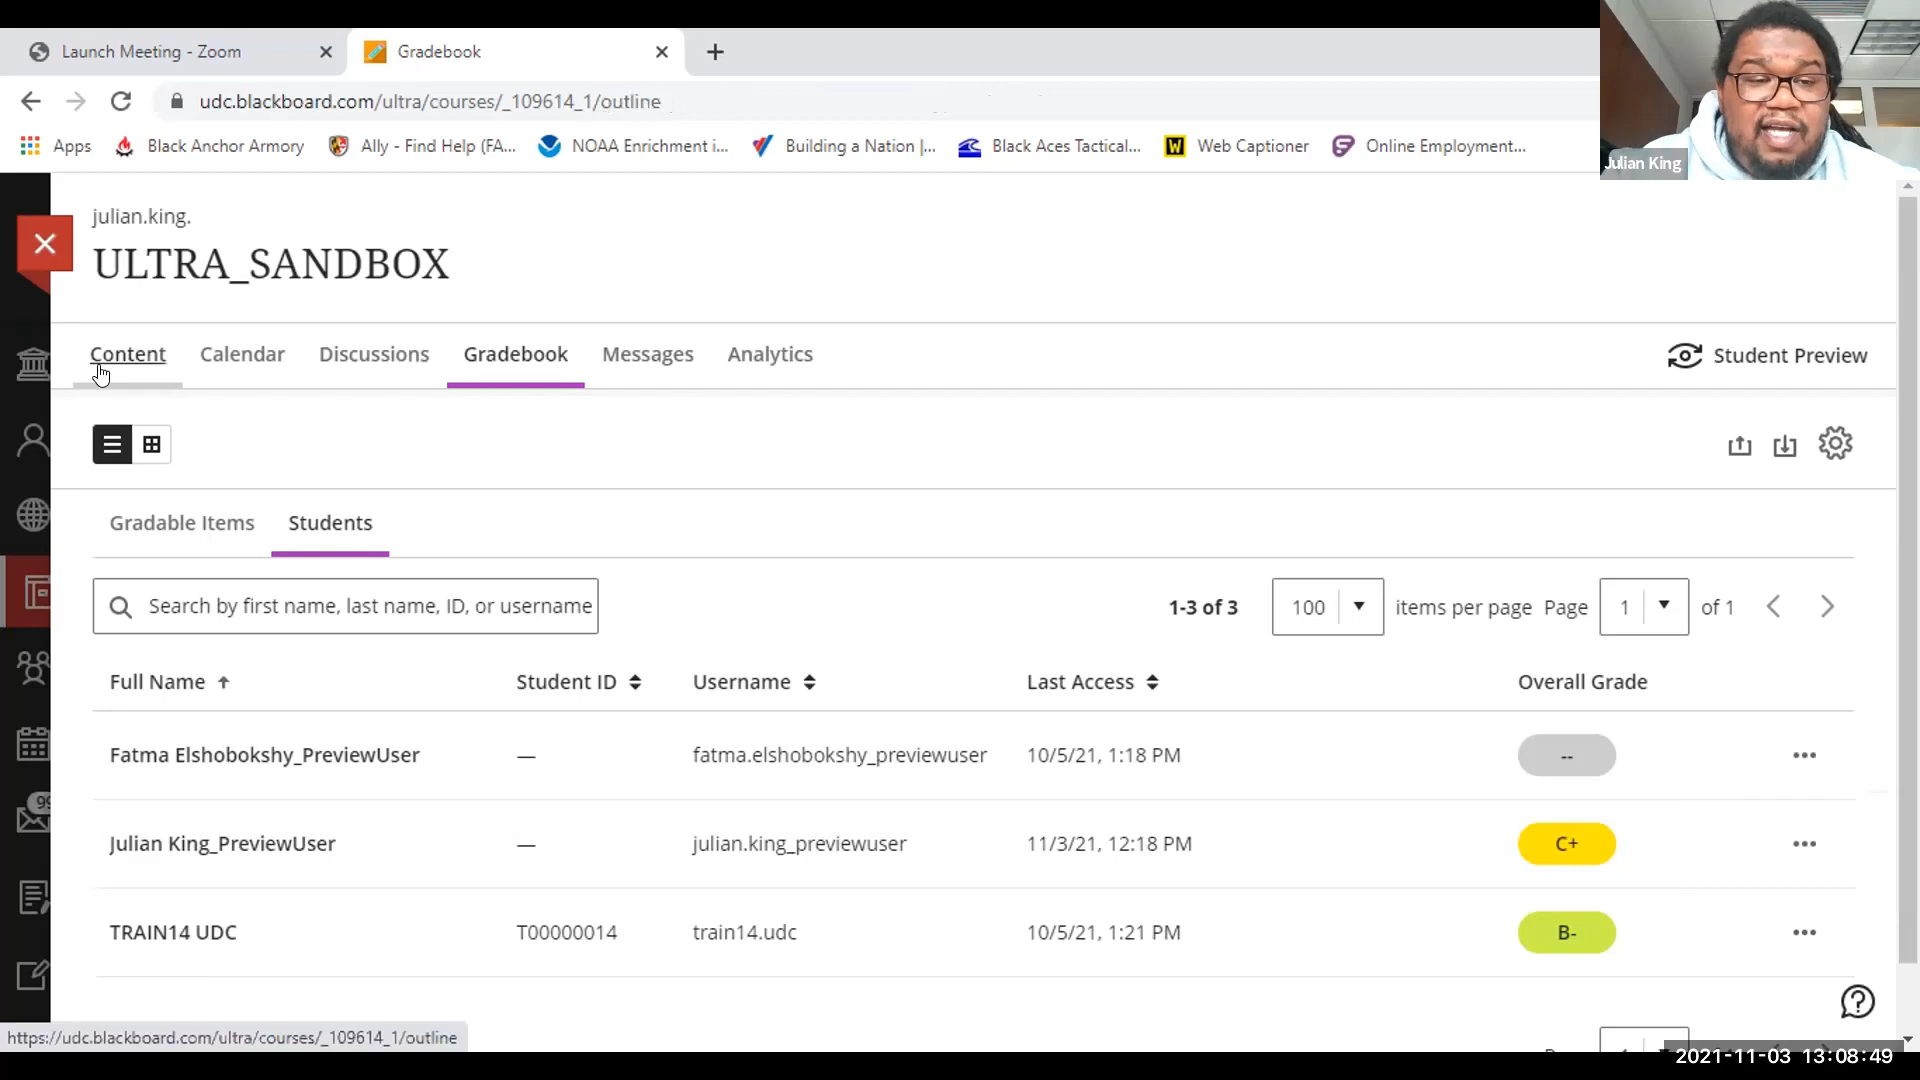 Launch Meeting - Zoom
Gradebook
udc.blackboard.com/ultra/courses/_109614_1/outline
Apps Black Anchor Armory Ally - Find Help (FA... NOAA Enrichment i... Building a Nation |... Black Aces Tactical... W Web Captioner Online Employment...
Julian King
julian.king.
ULTRA_SANDBOX
Content Calendar Discussions Gradebook Messages Analytics Student Preview
Gradable Items Students
Search by first name, last name, ID, or username 1-3 of 3 100 items per page Page 1 of 1
Full Name Student ID Username Last Access Overall Grade
Fatma Elshobokshy_PreviewUser — fatma.elshobokshy_previewuser 10/5/21, 1:18 PM --
Julian King_PreviewUser — julian.king_previewuser 11/3/21, 12:18 PM C+
TRAIN14 UDC T00000014 train14.udc 10/5/21, 1:21 PM B-
https://udc.blackboard.com/ultra/courses/_109614_1/outline
2021-11-03 13:08:49